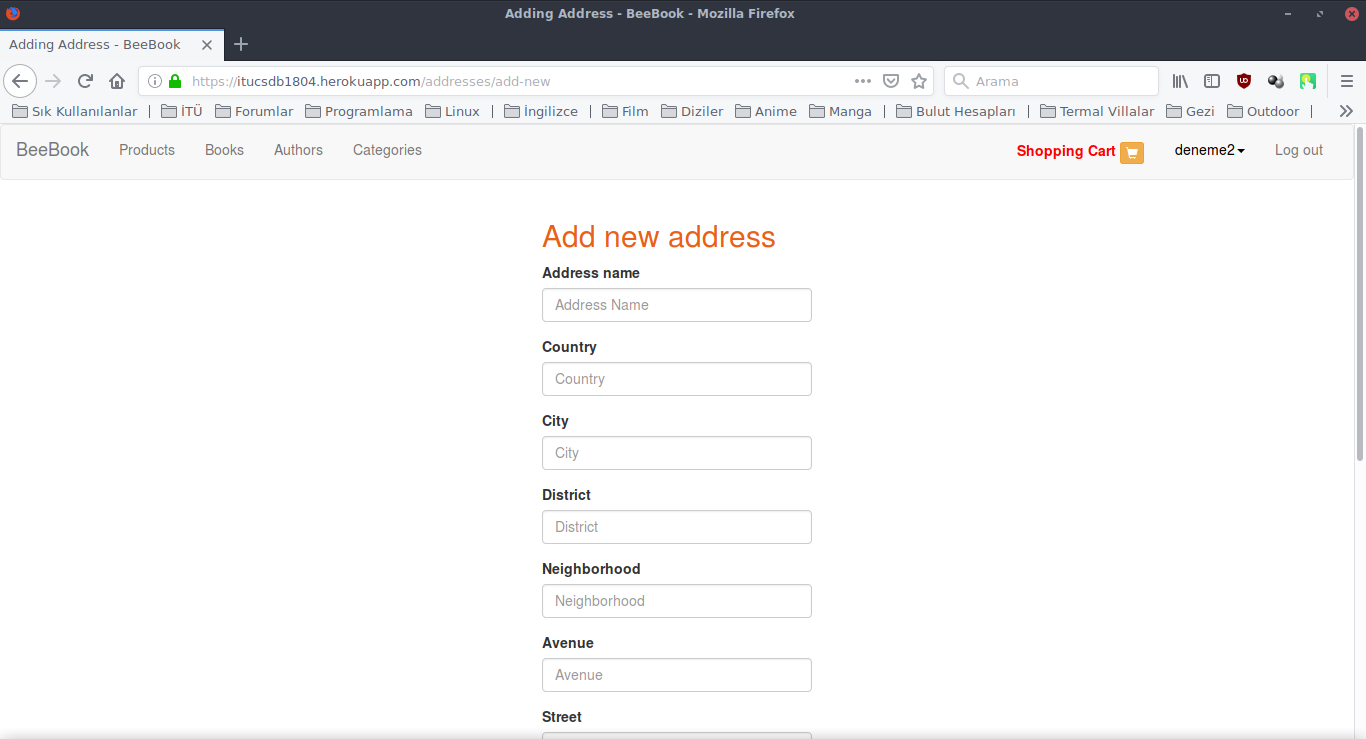 Adding Address - BeeBook - Mozilla Firefox
Adding Address - BeeBook
https://itucsdb1804.herokuapp.com/addresses/add-new
Arama
Sık Kullanılanlar | İTÜ Forumlar Programlama Linux | İngilizce | Film Diziler Anime Manga | Bulut Hesapları | Termal Villalar Gezi Outdoor |
BeeBook Products Books Authors Categories Shopping Cart deneme2 Log out
Add new address
Address name
Address Name
Country
Country
City
City
District
District
Neighborhood
Neighborhood
Avenue
Avenue
Street